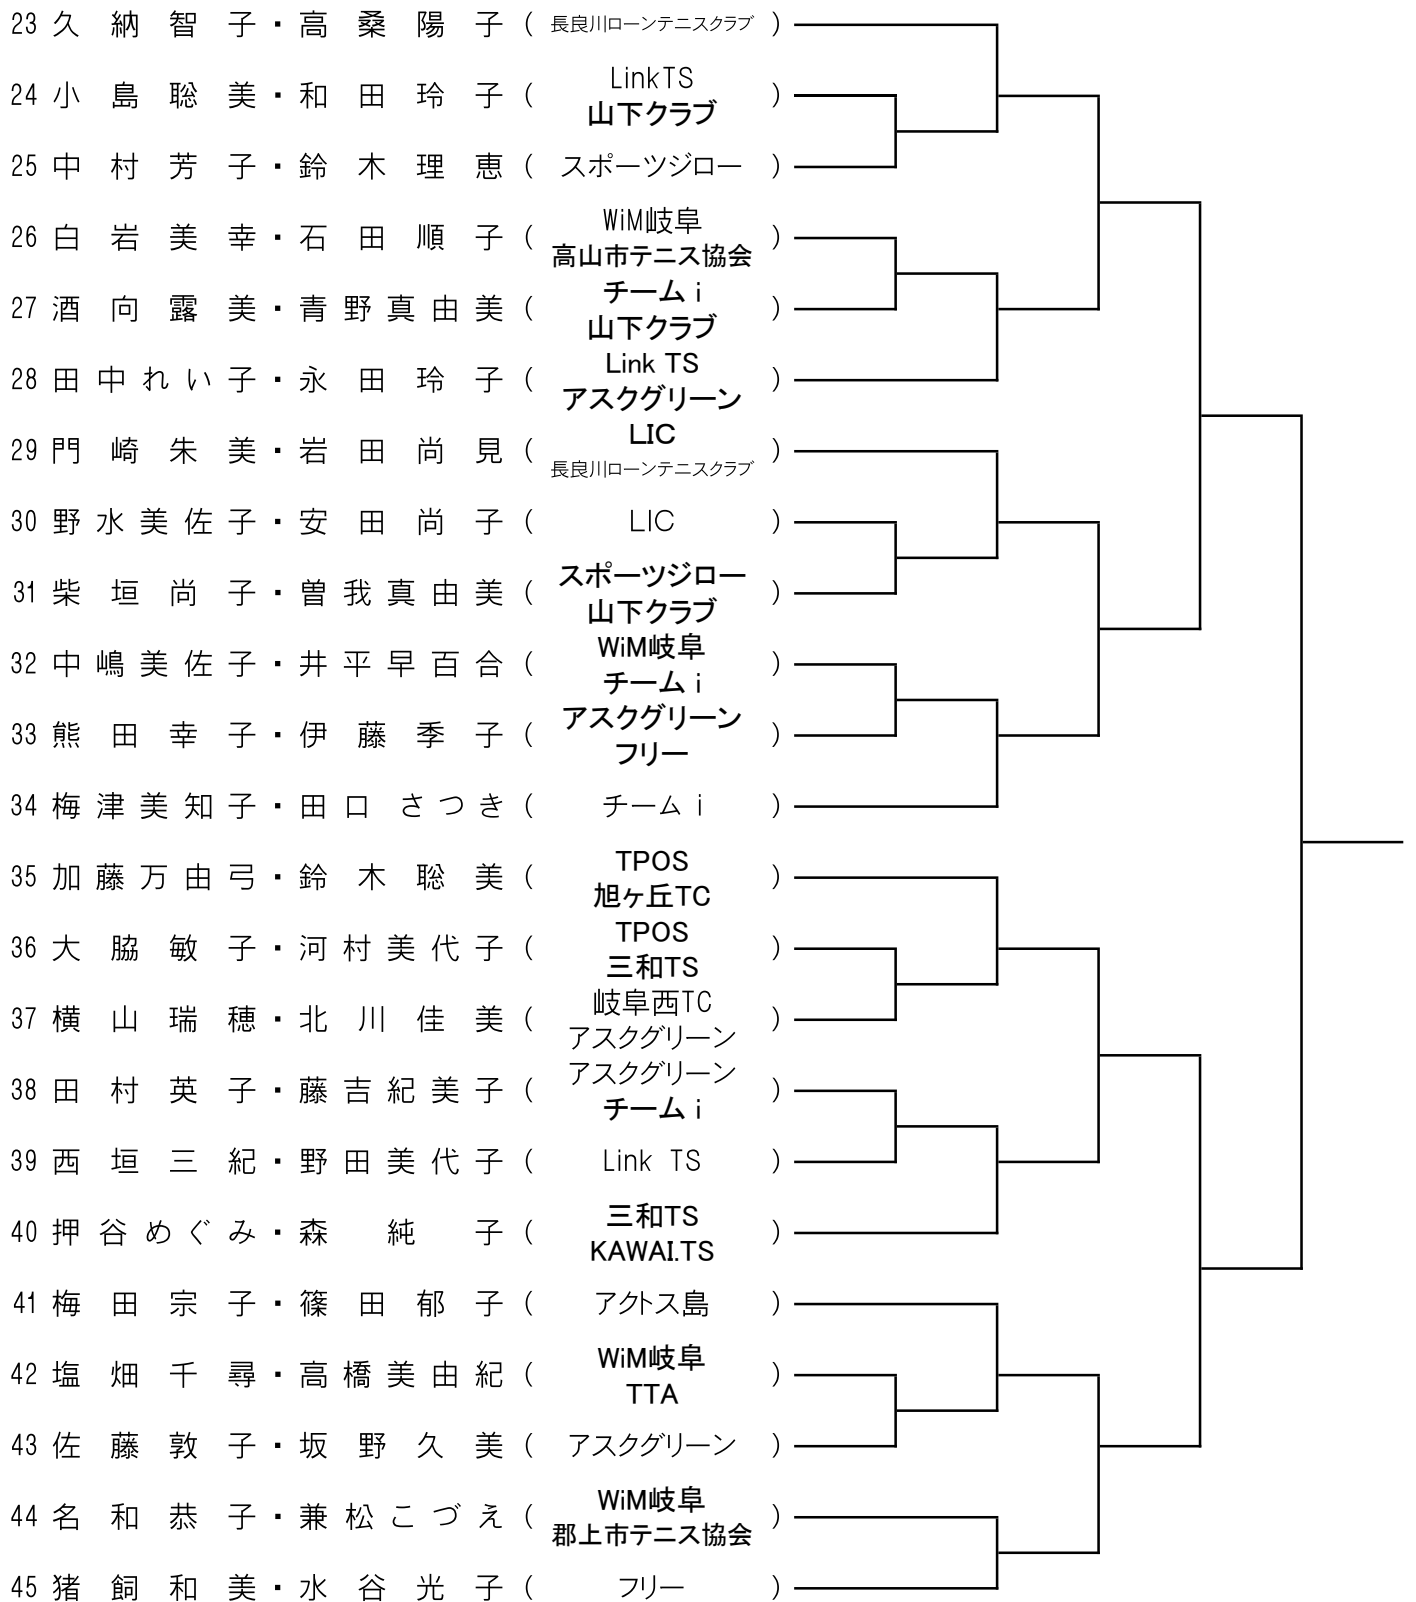 23 久納智子・高桑陽子(長良川ローンテニスクラブ)
24 小島聡美・和田玲子(LinkTS 山下クラブ)
25 中村芳子・鈴木理恵(スポーツジロー)
26 白岩美幸・石田順子(WiM岐阜 高山市テニス協会)
27 酒向露美・青野真由美(チームi 山下クラブ)
28 田中れい子・永田玲子(Link TS アスクグリーン)
29 門崎朱美・岩田尚見(LIC 長良川ローンテニスクラブ)
30 野水美佐子・安田尚子(LIC)
31 柴垣尚子・曽我真由美(スポーツジロー 山下クラブ)
32 中嶋美佐子・井平早百合(WiM岐阜 チームi)
33 熊田幸子・伊藤季子(アスクグリーン フリー)
34 梅津美知子・田口さつき(チームi)
35 加藤万由弓・鈴木聡美(TPOS 旭ヶ丘TC)
36 大脇敏子・河村美代子(TPOS 三和TS)
37 横山瑞穂・北川佳美(岐阜西TC アスクグリーン)
38 田村英子・藤吉紀美子(アスクグリーン チームi)
39 西垣三紀・野田美代子(Link TS)
40 押谷めぐみ・森純子(三和TS KAWAI.TS)
41 梅田宗子・篠田郁子(アクトス島)
42 塩畑千尋・高橋美由紀(WiM岐阜 TTA)
43 佐藤敦子・坂野久美(アスクグリーン)
44 名和恭子・兼松こづえ(WiM岐阜 郡上市テニス協会)
45 猪飼和美・水谷光子(フリー)